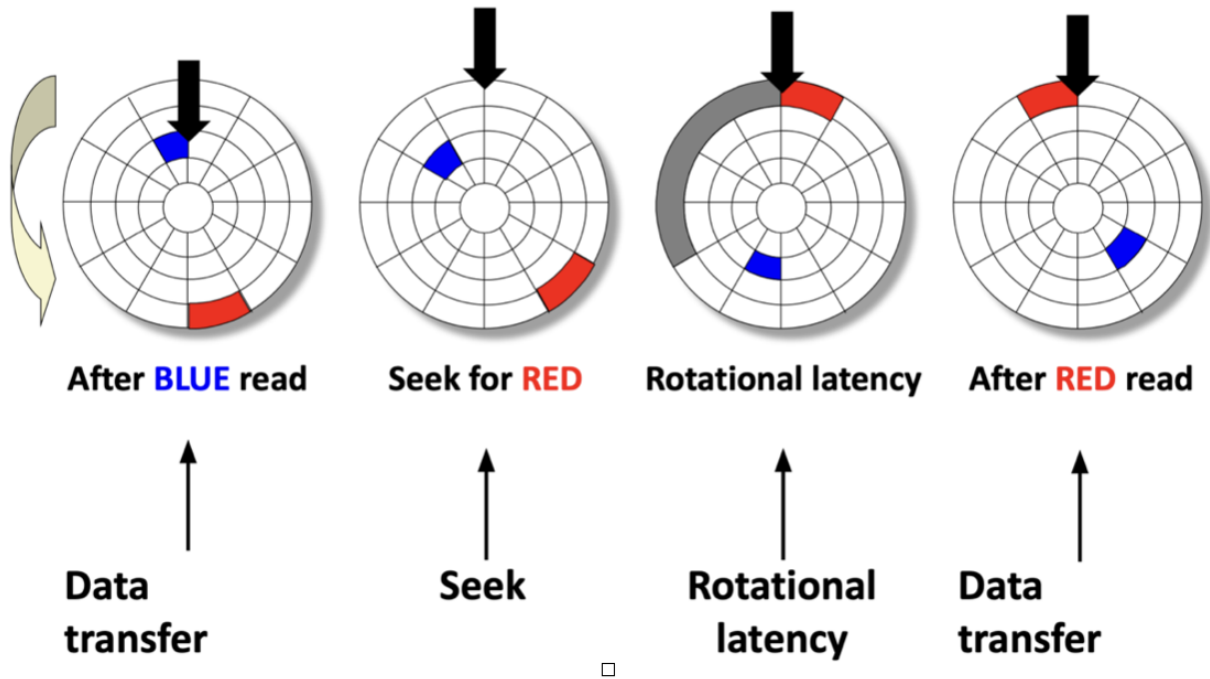 After BLUE read
Seek for RED
Rotational latency
After RED read
Data
transfer
Seek
Rotational
latency
Data
transfer